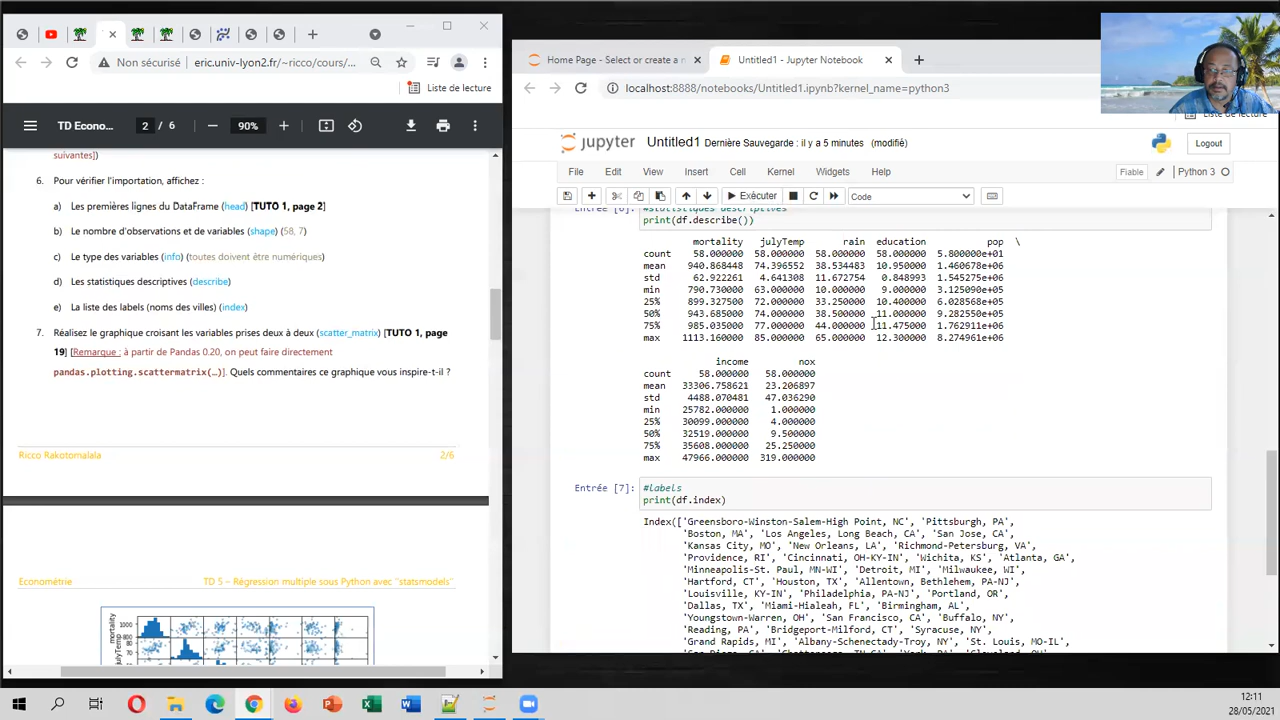 Non sécurisé
eric.univ-lyon2.fr/~ricco/cours/...
Liste de lecture
TD Econo...
2 / 6
90%
suivantes])
6. Pour vérifier l'importation, affichez :
a) Les premières lignes du DataFrame (head) [TUTO 1, page 2]
b) Le nombre d'observations et de variables (shape) (58, 7)
c) Le type des variables (info) (toutes doivent être numériques)
d) Les statistiques descriptives (describe)
e) La liste des labels (noms des villes) (index)
7. Réalisez le graphique croisant les variables prises deux à deux (scatter_matrix) [TUTO 1, page
19] [Remarque : à partir de Pandas 0.20, on peut faire directement
pandas.plotting.scattermatrix(…)]. Quels commentaires ce graphique vous inspire-t-il ?
Ricco Rakotomalala
2/6
Econométrie
TD 5 – Régression multiple sous Python avec "statsmodels"
mortality
1000
800
80
70
julyTemp
Home Page - Select or create a n
Untitled1 - Jupyter Notebook
localhost:8888/notebooks/Untitled1.ipynb?kernel_name=python3
Liste de lecture
jupyter
Untitled1
Dernière Sauvegarde : il y a 5 minutes (modifié)
Logout
File
Edit
View
Insert
Cell
Kernel
Widgets
Help
Fiable
Python 3
Exécuter
Code
Entrée [6]:
#statistiques descriptives
print(df.describe())
mortality julyTemp rain education pop \
count 58.000000 58.000000 58.000000 58.000000 5.800000e+01
mean 940.868448 74.396552 38.534483 10.950000 1.460678e+06
std 62.922261 4.641308 11.672754 0.848993 1.545275e+06
min 790.730000 63.000000 10.000000 9.000000 3.125090e+05
25% 899.327500 72.000000 33.250000 10.400000 6.028568e+05
50% 943.685000 74.000000 38.500000 11.000000 9.282550e+05
75% 985.035000 77.000000 44.000000 11.475000 1.762911e+06
max 1113.160000 85.000000 65.000000 12.300000 8.274961e+06
income nox
count 58.000000 58.000000
mean 33306.758621 23.206897
std 4488.070481 47.036290
min 25782.000000 1.000000
25% 30099.000000 4.000000
50% 32519.000000 9.500000
75% 35608.000000 25.250000
max 47966.000000 319.000000
Entrée [7]:
#labels
print(df.index)
Index(['Greensboro-Winston-Salem-High Point, NC', 'Pittsburgh, PA',
'Boston, MA', 'Los Angeles, Long Beach, CA', 'San Jose, CA',
'Kansas City, MO', 'New Orleans, LA', 'Richmond-Petersburg, VA',
'Providence, RI', 'Cincinnati, OH-KY-IN', 'Wichita, KS', 'Atlanta, GA',
'Minneapolis-St. Paul, MN-WI', 'Detroit, MI', 'Milwaukee, WI',
'Hartford, CT', 'Houston, TX', 'Allentown, Bethlehem, PA-NJ',
'Louisville, KY-IN', 'Philadelphia, PA-NJ', 'Portland, OR',
'Dallas, TX', 'Miami-Hialeah, FL', 'Birmingham, AL',
'Youngstown-Warren, OH', 'San Francisco, CA', 'Buffalo, NY',
'Reading, PA', 'Bridgeport-Milford, CT', 'Syracuse, NY',
'Grand Rapids, MI', 'Albany-Schenectady-Troy, NY', 'St. Louis, MO-IL',
12:11
28/05/2021